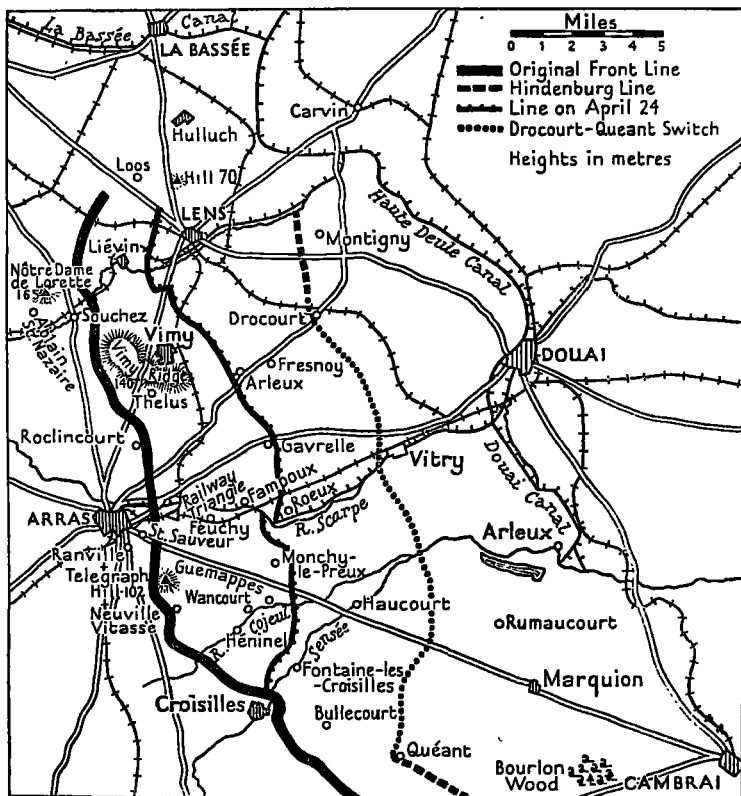 La Bassée
Canal
LA BASSÉE
Miles
0 1 2 3 4 5
Original Front Line
Hindenburg Line
Line on April 24
Drocourt-Queant Switch
Heights in metres
Carvin
Hulluch
Loos
Hill 70
LENS
Haute Deule Canal
Montigny
Liévin
Nôtre Dame
de Lorette
165
Ablain
St. Nazaire
Souchez
Vimy
Vimy
Ridge
140
Thelus
Drocourt
DOUAI
Fresnoy
Arleux
Roclincourt
Gavrelle
Vitry
Douai Canal
Railway
Triangle
Fampoux
Roeux
Feuchy
R. Scarpe
ARRAS
St. Sauveur
Ranville
Telegraph
Hill·102
Neuville
Vitasse
Monchy-
le-Preux
Guemappes
Wancourt
R. Cojeul
Héninel
Sensée
Arleux
Haucourt
Rumaucourt
Fontaine-les-
-Croisilles
Croisilles
Bullecourt
Marquion
Quéant
Bourlon
Wood
CAMBRAI